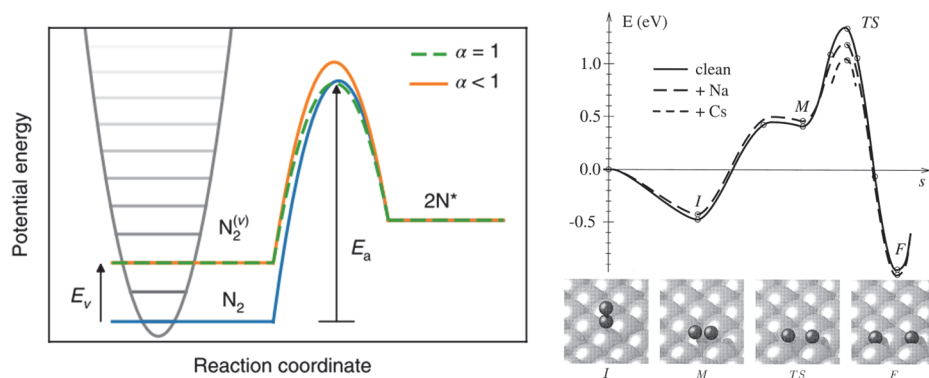 Potential energy
α = 1
α < 1
N₂⁽ᵛ⁾
2N*
Eₐ
Eᵥ
N₂
Reaction coordinate
E (eV)
TS
1.0
clean
+ Na
+ Cs
M
0.5
0.0
s
I
-0.5
F
I
M
TS
F